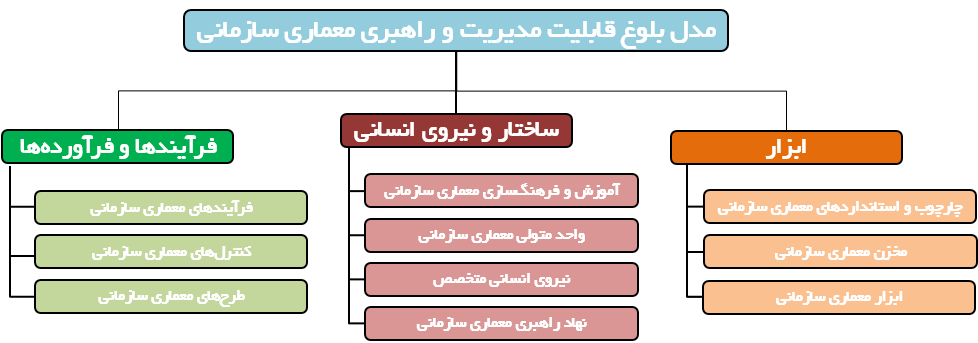 مدل بلوغ قابلیت مدیریت و راهبری معماری سازمانی
ابزار
چارچوب و استانداردهای معماری سازمانی
مخزن معماری سازمانی
ابزار معماری سازمانی
ساختار و نیروی انسانی
آموزش و فرهنگ‌سازی معماری سازمانی
واحد متولی معماری سازمانی
نیروی انسانی متخصص
نهاد راهبری معماری سازمانی
فرآیندها و فرآورده‌ها
فرآیندهای معماری سازمانی
کنترل‌های معماری سازمانی
طرح‌های معماری سازمانی